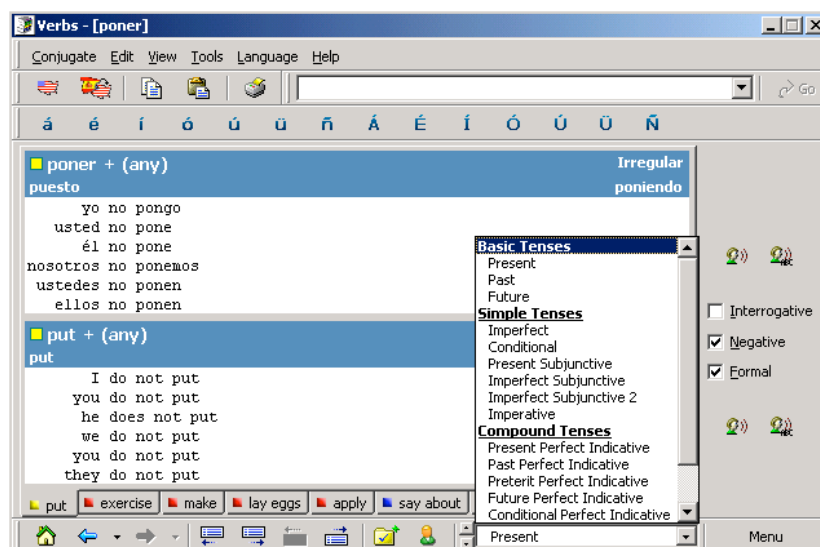 Verbs - [poner]
Conjugate Edit View Tools Language Help
Go
á é í ó ú ü ñ Á É Í Ó Ú Ü Ñ
poner + (any) Irregular
puesto poniendo
yo no pongo
usted no pone
él no pone
nosotros no ponemos
ustedes no ponen
ellos no ponen
put + (any)
put
I do not put
you do not put
he does not put
we do not put
you do not put
they do not put
Basic Tenses
Present
Past
Future
Simple Tenses
Imperfect
Conditional
Present Subjunctive
Imperfect Subjunctive
Imperfect Subjunctive 2
Imperative
Compound Tenses
Present Perfect Indicative
Past Perfect Indicative
Preterit Perfect Indicative
Future Perfect Indicative
Conditional Perfect Indicative
Interrogative
Negative
Formal
put exercise make lay eggs apply say about
Present Menu